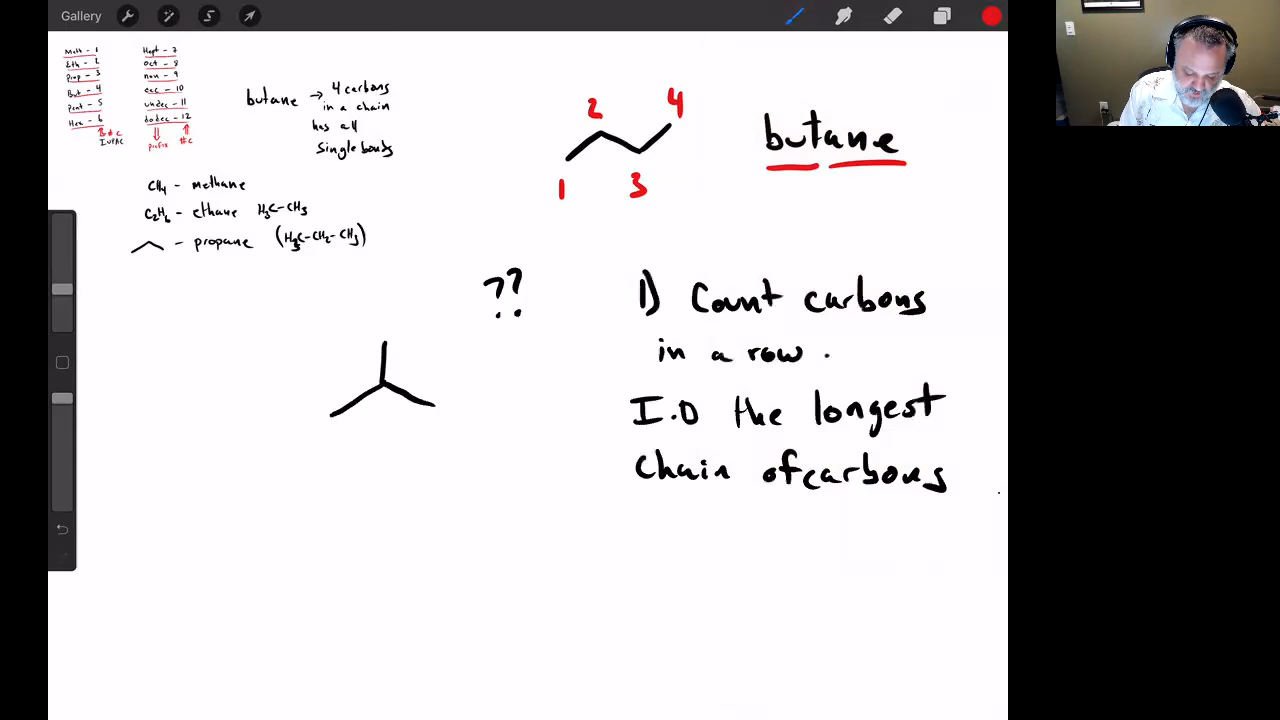 Gallery
Meth - 1
Eth - 2
Prop - 3
But - 4
Pent - 5
Hex - 6
B#C
IUPAC
Hept - 7
Oct - 8
non - 9
- 10
undec - 11
dodec - 12
prefix
#C
butane → 4 carbons
in a chain
has all
Single bonds
CH4 - methane
C2H6 - ethane H3C-CH3
- propane (H3C-CH2-CH3)
1 2 3 4
butane
??
1) Count carbons
in a row.
I.D the longest
chain of carbons